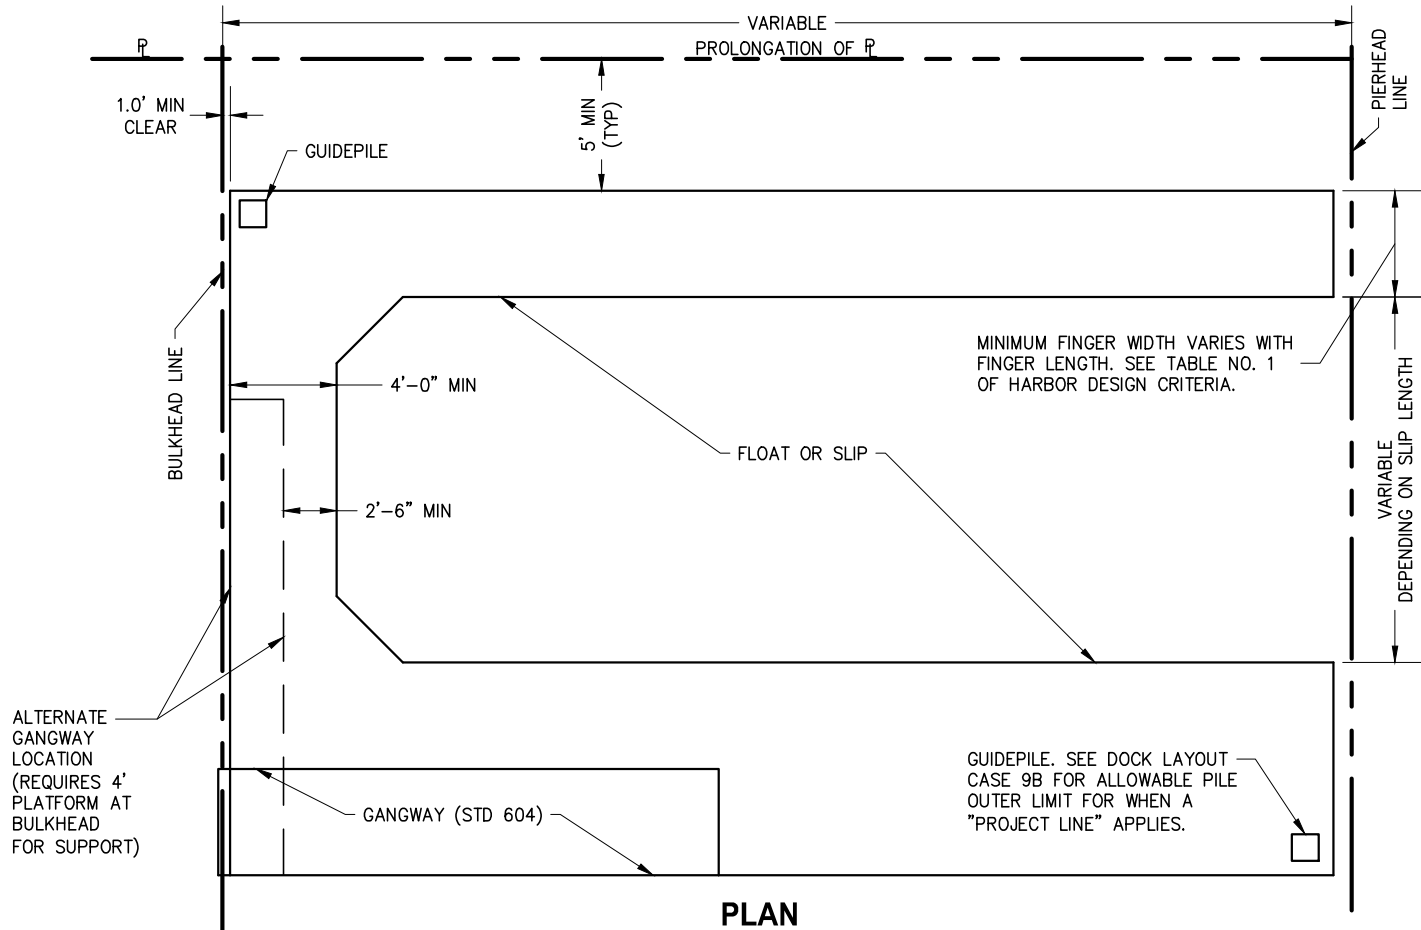 VARIABLE
℄
PROLONGATION OF ℄
PIERHEAD
LINE
1.0' MIN
CLEAR
5' MIN
(TYP)
GUIDEPILE
BULKHEAD LINE
4'-0" MIN
MINIMUM FINGER WIDTH VARIES WITH
FINGER LENGTH. SEE TABLE NO. 1
OF HARBOR DESIGN CRITERIA.
VARIABLE
DEPENDING ON SLIP LENGTH
FLOAT OR SLIP
2'-6" MIN
ALTERNATE
GANGWAY
LOCATION
(REQUIRES 4'
PLATFORM AT
BULKHEAD
FOR SUPPORT)
GANGWAY (STD 604)
GUIDEPILE. SEE DOCK LAYOUT
CASE 9B FOR ALLOWABLE PILE
OUTER LIMIT FOR WHEN A
"PROJECT LINE" APPLIES.
PLAN